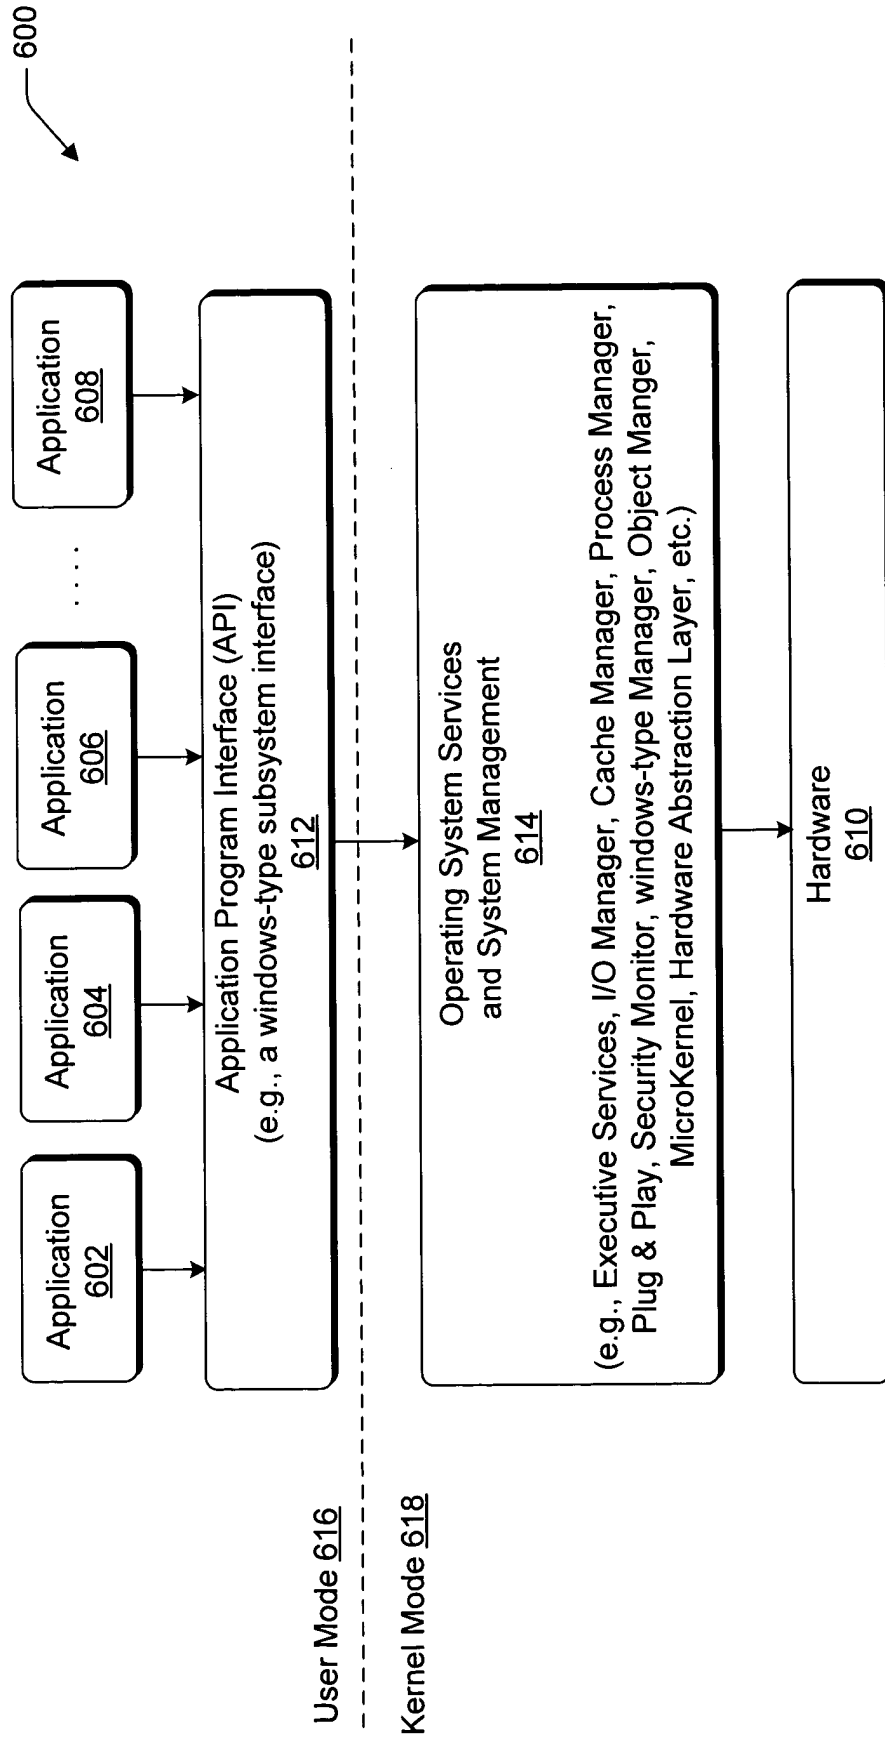 600
Application
602
Application
604
Application
606
. . . .
Application
608
Application Program Interface (API)
(e.g., a windows-type subsystem interface)
612
User Mode 616
Kernel Mode 618
Operating System Services
and System Management
614
(e.g., Executive Services, I/O Manager, Cache Manager, Process Manager,
Plug & Play, Security Monitor, windows-type Manager, Object Manger,
MicroKernel, Hardware Abstraction Layer, etc.)
Hardware
610